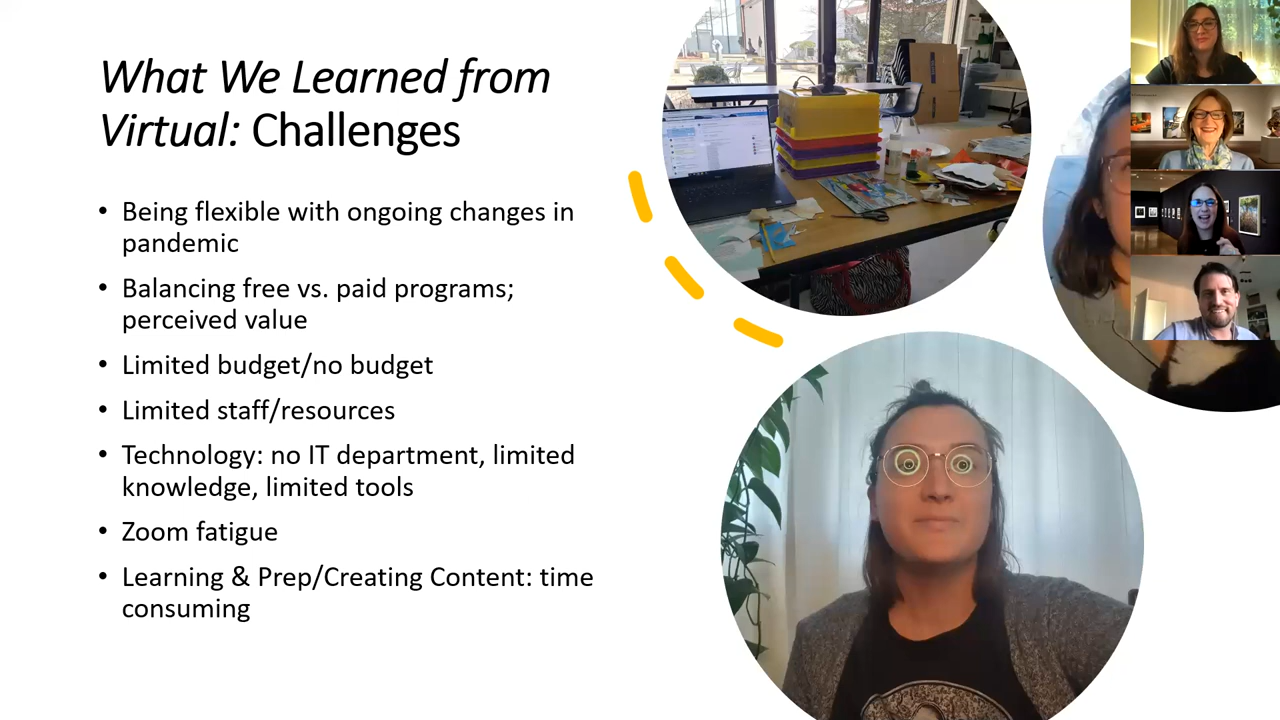 What We Learned from
Virtual: Challenges
• Being flexible with ongoing changes in
pandemic
• Balancing free vs. paid programs;
perceived value
• Limited budget/no budget
• Limited staff/resources
• Technology: no IT department, limited
knowledge, limited tools
• Zoom fatigue
• Learning & Prep/Creating Content: time
consuming